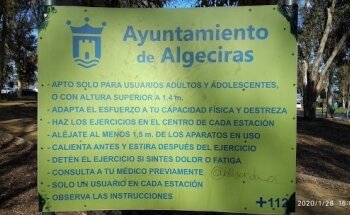 Ayuntamiento
de Algeciras
- APTO SOLO PARA USUARIOS ADULTOS Y ADOLESCENTES,
O CON ALTURA SUPERIOR A 1.4 m.
- ADAPTA EL ESFUERZO A TU CAPACIDAD FÍSICA Y DESTREZA
- HAZ LOS EJERCICIOS EN EL CENTRO DE CADA ESTACIÓN
- ALÉJATE AL MENOS 1,5 m. DE LOS APARATOS EN USO
- CALIENTA ANTES Y ESTIRA DESPUÉS DEL EJERCICIO
- DETÉN EL EJERCICIO SI SINTES DOLOR O FATIGA
- CONSULTA A TU MÉDICO PREVIAMENTE
- SOLO UN USUARIO EN CADA ESTACIÓN
- OBSERVA LAS INSTRUCCIONES
+112
2020/1/28 16: